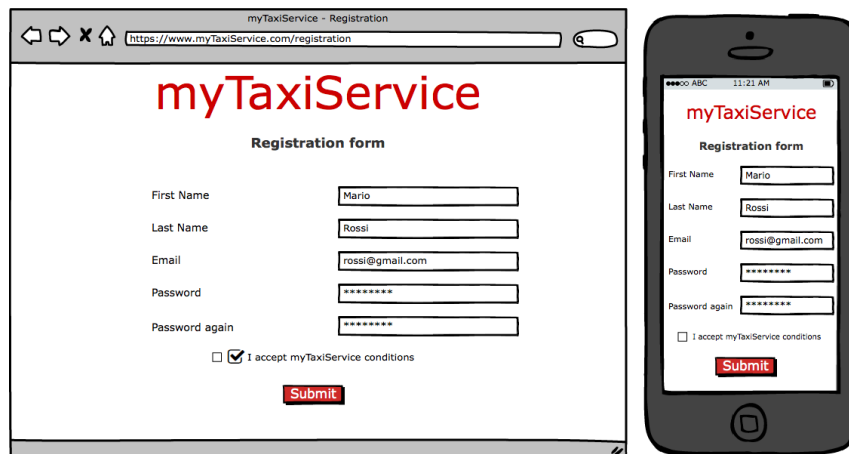 myTaxiService - Registration
https://www.myTaxiService.com/registration
myTaxiService
Registration form
First Name Mario
Last Name Rossi
Email rossi@gmail.com
Password ********
Password again ********
I accept myTaxiService conditions
Submit
ABC 11:21 AM
myTaxiService
Registration form
First Name Mario
Last Name Rossi
Email rossi@gmail.com
Password ********
Password again ********
I accept myTaxiService conditions
Submit